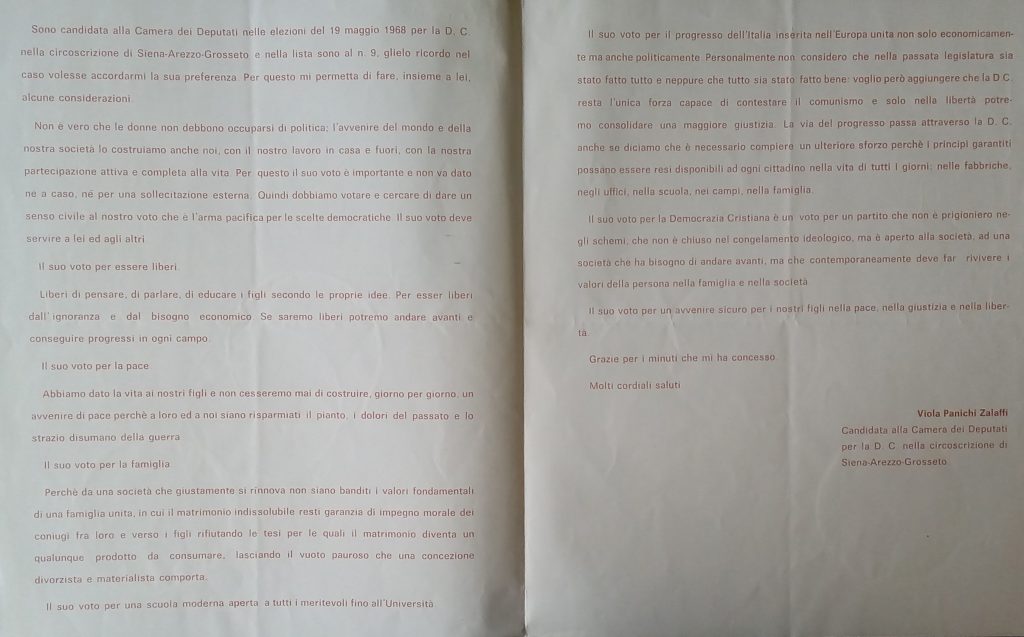 Sono candidata alla Camera dei Deputati nelle elezioni del 19 maggio 1968 per la D. C.
nella circoscrizione di Siena-Arezzo-Grosseto e nella lista sono al n. 9, glielo ricordo nel
caso volesse accordarmi la sua preferenza. Per questo mi permetta di fare, insieme a lei,
alcune considerazioni.
Non è vero che le donne non debbono occuparsi di politica: l'avvenire del mondo e della
nostra società lo costruiamo anche noi, con il nostro lavoro in casa e fuori, con la nostra
partecipazione attiva e completa alla vita. Per questo il suo voto è importante e non va dato
ne a caso, né per una sollecitazione esterna. Quindi dobbiamo votare e cercare di dare un
senso civile al nostro voto che è l'arma pacifica per le scelte democratiche. Il suo voto deve
servire a lei ed agli altri.
Il suo voto per essere liberi.
Liberi di pensare, di parlare, di educare i figli secondo le proprie idee. Per esser liberi
dall'ignoranza e dal bisogno economico. Se saremo liberi potremo andare avanti e
conseguire progressi in ogni campo.
Il suo voto per la pace
Abbiamo dato la vita ai nostri figli e non cesseremo mai di costruire, giorno per giorno, un
avvenire di pace perchè a loro ed a noi siano risparmiati il pianto, i dolori del passato e lo
strazio disumano della guerra
Il suo voto per la famiglia
Perchè da una società che giustamente si rinnova non siano banditi i valori fondamentali
di una famiglia unita, in cui il matrimonio indissolubile resti garanzia di impegno morale dei
coniugi fra loro e verso i figli rifiutando le tesi per le quali il matrimonio diventa un
qualunque prodotto da consumare, lasciando il vuoto pauroso che una concezione
divorzista e materialista comporta.
Il suo voto per una scuola moderna aperta a tutti i meritevoli fino all'Università.
Il suo voto per il progresso dell'Italia inserita nell'Europa unita non solo economicamen-
te ma anche politicamente. Personalmente non considero che nella passata legislatura sia
stato fatto tutto e neppure che tutto sia stato fatto bene: voglio però aggiungere che la D.C.
resta l'unica forza capace di contestare il comunismo e solo nella libertà potre-
mo consolidare una maggiore giustizia. La via del progresso passa attraverso la D. C.
anche se diciamo che è necessario compiere un ulteriore sforzo perchè i principi garantiti
possano essere resi disponibili ad ogni cittadino nella vita di tutti i giorni: nelle fabbriche,
negli uffici, nella scuola, nei campi, nella famiglia.
Il suo voto per la Democrazia Cristiana è un voto per un partito che non è prigioniero ne-
gli schemi, che non è chiuso nel congelamento ideologico, ma è aperto alla società, ad una
società che ha bisogno di andare avanti, ma che contemporaneamente deve far rivivere i
valori della persona nella famiglia e nella società
Il suo voto per un avvenire sicuro per i nostri figli nella pace, nella giustizia e nella liber-
tà.
Grazie per i minuti che mi ha concesso.
Molti cordiali saluti
Viola Panichi Zalaffi
Candidata alla Camera dei Deputati
per la D. C. nella circoscrizione di
Siena-Arezzo-Grosseto